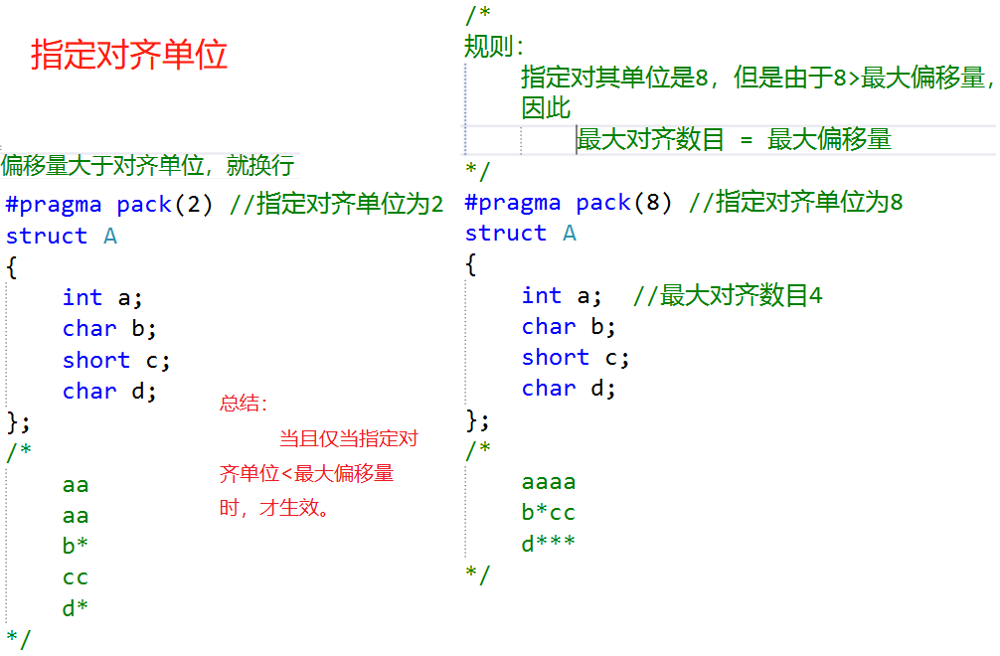 指定对齐单位
偏移量大于对齐单位，就换行
#pragma pack(2) //指定对齐单位为2
struct A
{
int a;
char b;
short c;
char d;
};
/*
aa
aa
b*
cc
d*
*/
总结：
当且仅当指定对
齐单位<最大偏移量
时，才生效。
/*
规则：
指定对其单位是8，但是由于8>最大偏移量，
因此
最大对齐数目 = 最大偏移量
*/
#pragma pack(8) //指定对齐单位为8
struct A
{
int a; //最大对齐数目4
char b;
short c;
char d;
};
/*
aaaa
b*cc
d***
*/